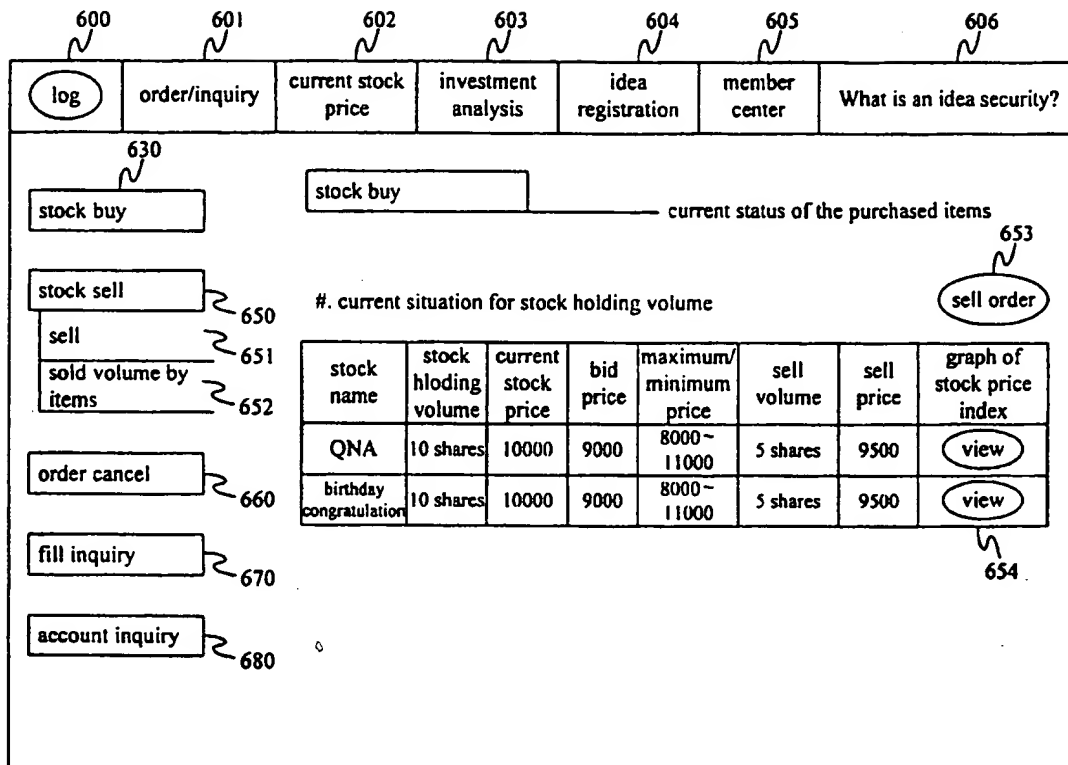 600 601 602 603 604 605 606
log order/inquiry current stock price investment analysis idea registration member center What is an idea security?
630
stock buy
stock buy
current status of the purchased items
653
stock sell
650
sell
651
sold volume by items
652
#. current situation for stock holding volume
sell order
stock name stock hloding volume current stock price bid price maximum/ minimum price sell volume sell price graph of stock price index
QNA 10 shares 10000 9000 8000~ 11000 5 shares 9500 view
birthday congratulation 10 shares 10000 9000 8000~ 11000 5 shares 9500 view
654
order cancel
660
fill inquiry
670
account inquiry
680